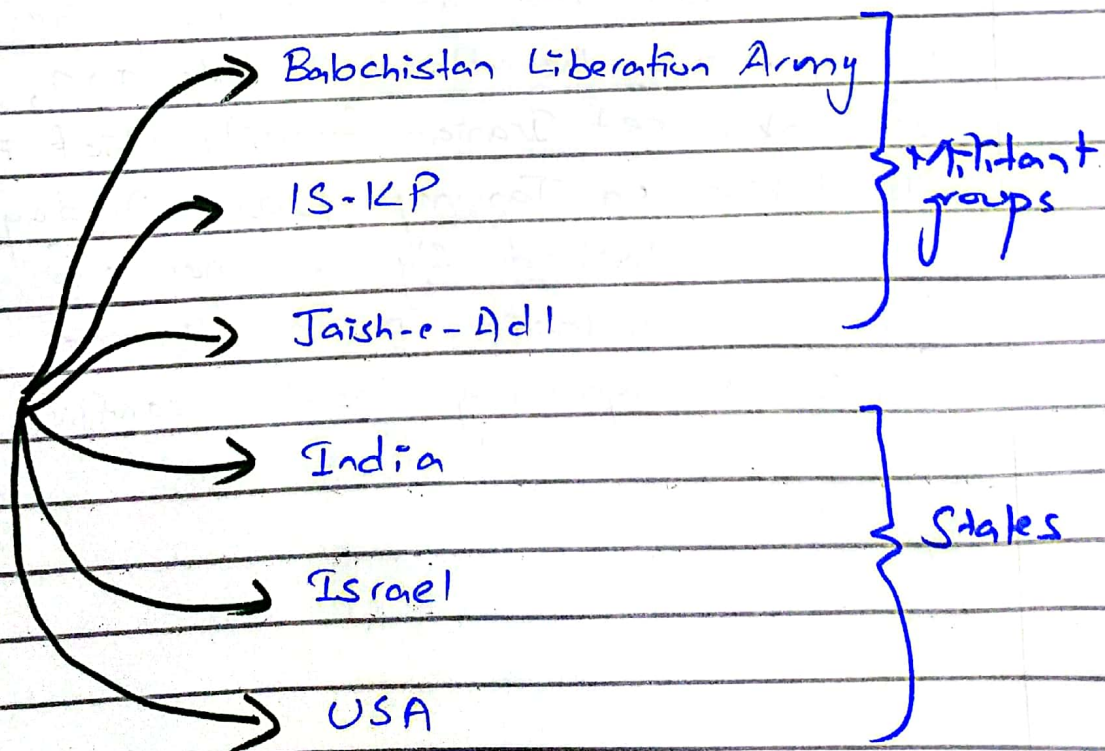 Balochistan Liberation Army
IS-KP
Militant
groups
Jaish-e-Adl
India
States
Israel
USA